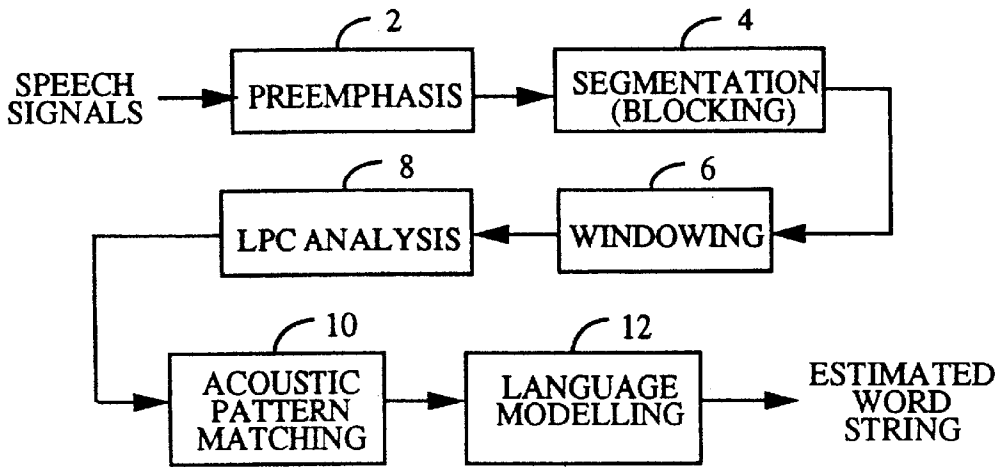 2
4
SPEECH
SIGNALS
PREEMPHASIS
SEGMENTATION
(BLOCKING)
8
6
LPC ANALYSIS
WINDOWING
10
12
ACOUSTIC
PATTERN
MATCHING
LANGUAGE
MODELLING
ESTIMATED
WORD
STRING